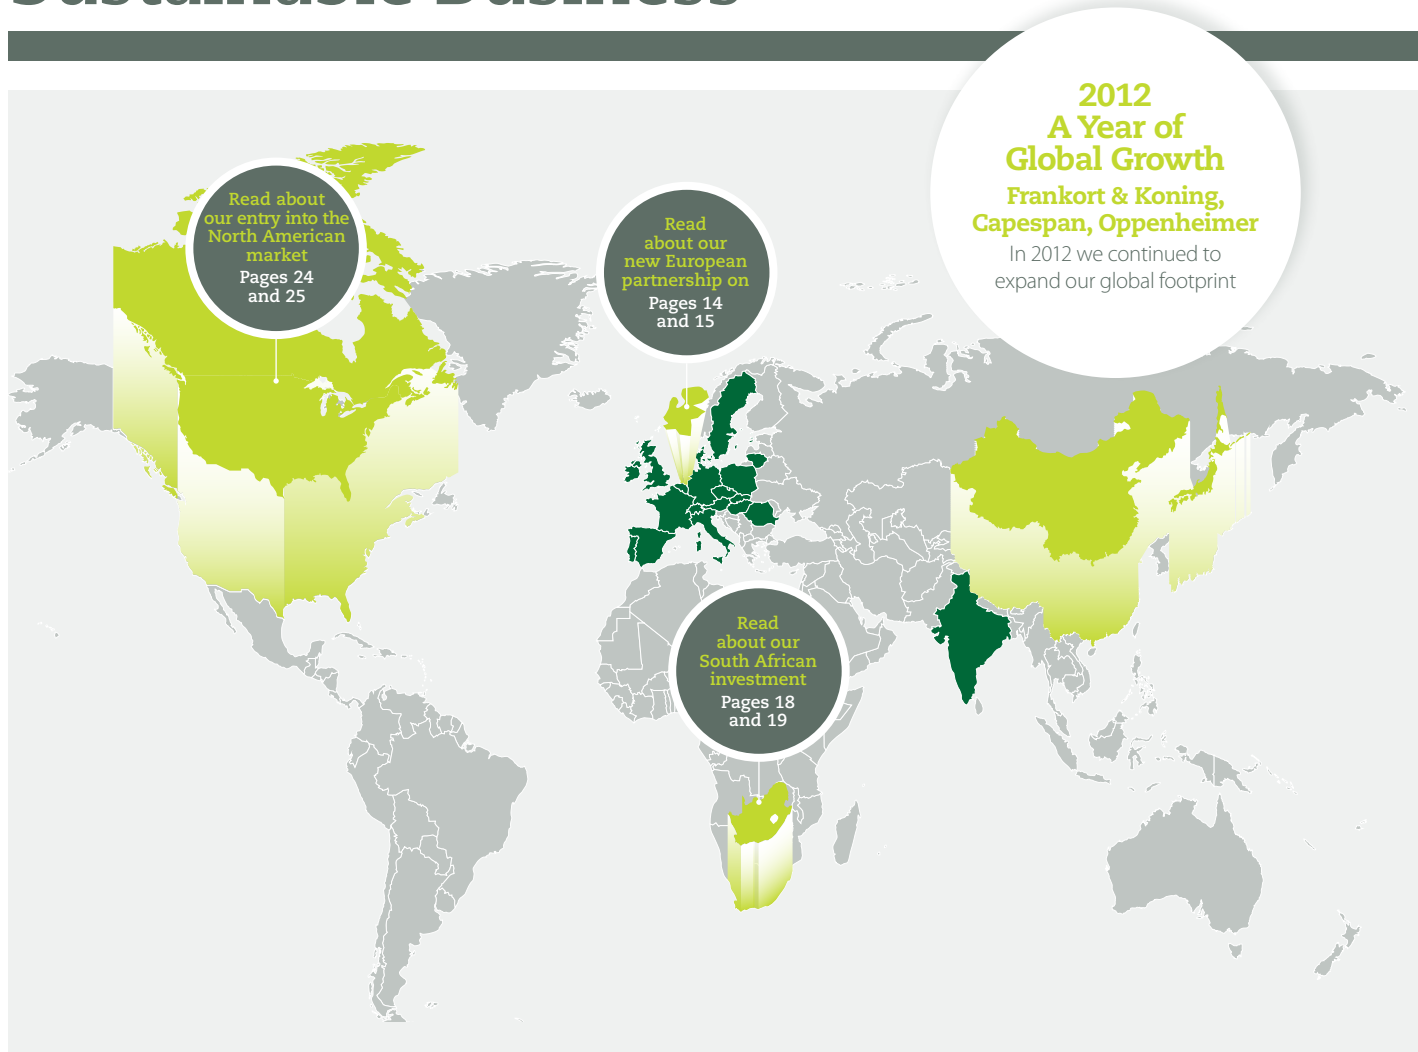 Sustainable Business
2012
A Year of
Global Growth
Frankort & Koning,
Capespan, Oppenheimer
In 2012 we continued to
expand our global footprint
Read about
our entry into the
North American
market
Pages 24
and 25
Read
about our
new European
partnership on
Pages 14
and 15
Read
about our
South African
investment
Pages 18
and 19